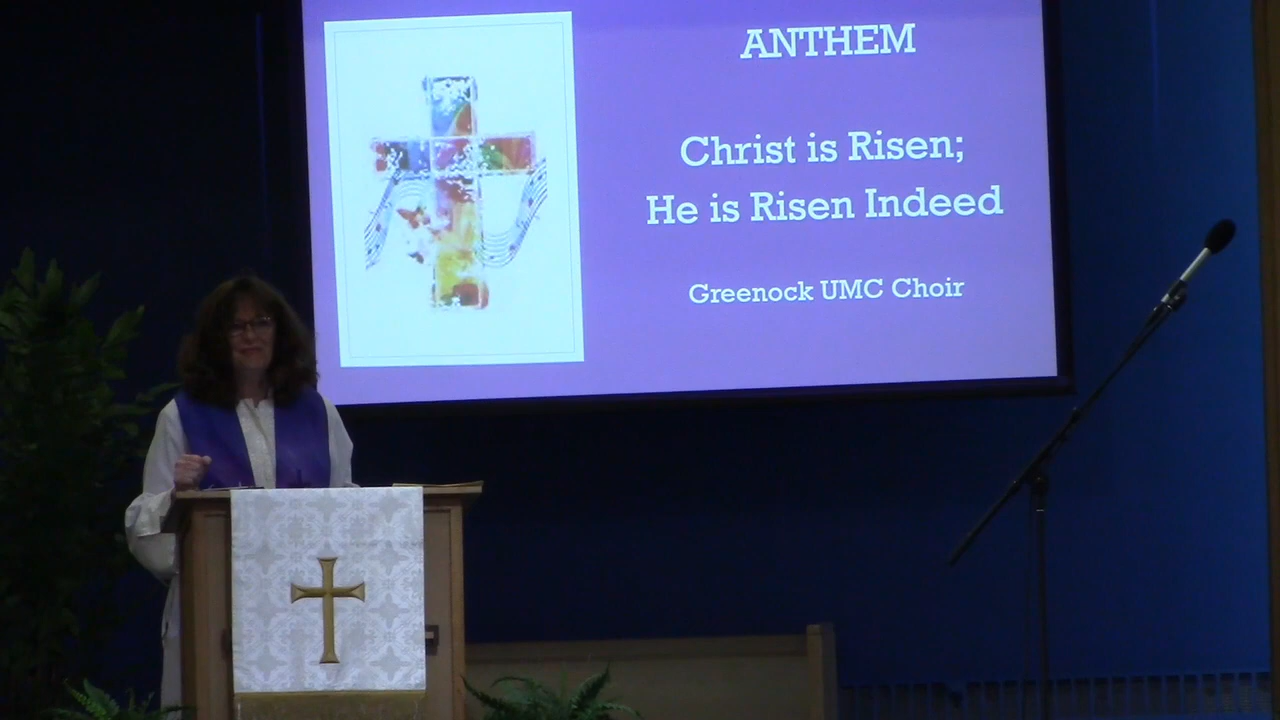 ANTHEM
Christ is Risen;
He is Risen Indeed
Greenock UMC Choir